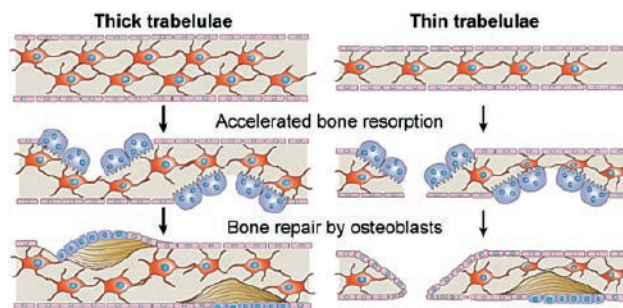 Thick trabelulae
Thin trabelulae
Accelerated bone resorption
Bone repair by osteoblasts